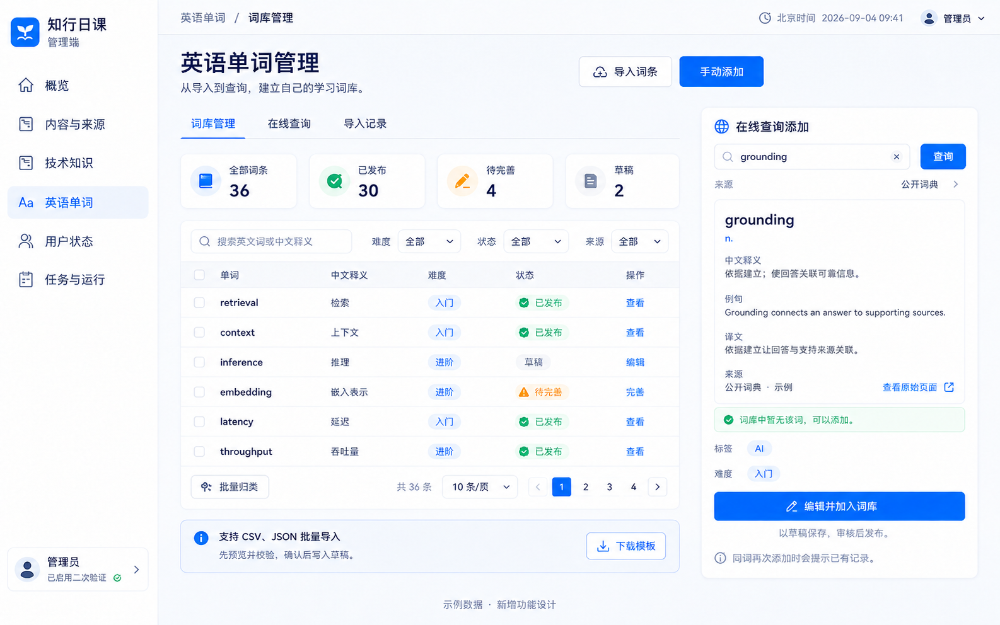 知行日课
管理端
概览
内容与来源
技术知识
Aa 英语单词
用户状态
任务与运行
管理员
已启用二次验证
英语单词 / 词库管理
北京时间 2026-09-04 09:41
管理员
英语单词管理
从导入到查询，建立自己的学习词库。
导入词条
手动添加
词库管理 在线查询 导入记录
全部词条
36
已发布
30
待完善
4
草稿
2
搜索英文词或中文释义 难度 全部 状态 全部 来源 全部
单词 中文释义 难度 状态 操作
retrieval 检索 入门 已发布 查看
context 上下文 入门 已发布 查看
inference 推理 进阶 草稿 编辑
embedding 嵌入表示 进阶 待完善 完善
latency 延迟 入门 已发布 查看
throughput 吞吐量 进阶 已发布 查看
批量归类 共 36 条 10 条/页 1 2 3 4
支持 CSV、JSON 批量导入
先预览并校验，确认后写入草稿。
下载模板
在线查询添加
grounding 查询
来源 公开词典
grounding
n.
中文释义
依据建立；使回答关联可靠信息。
例句
Grounding connects an answer to supporting sources.
译文
依据建立让回答与支持来源关联。
来源
公开词典 · 示例 查看原始页面
词库中暂无该词，可以添加。
标签 AI
难度 入门
编辑并加入词库
以草稿保存，审核后发布。
同词再次添加时会提示已有记录。
示例数据 · 新增功能设计